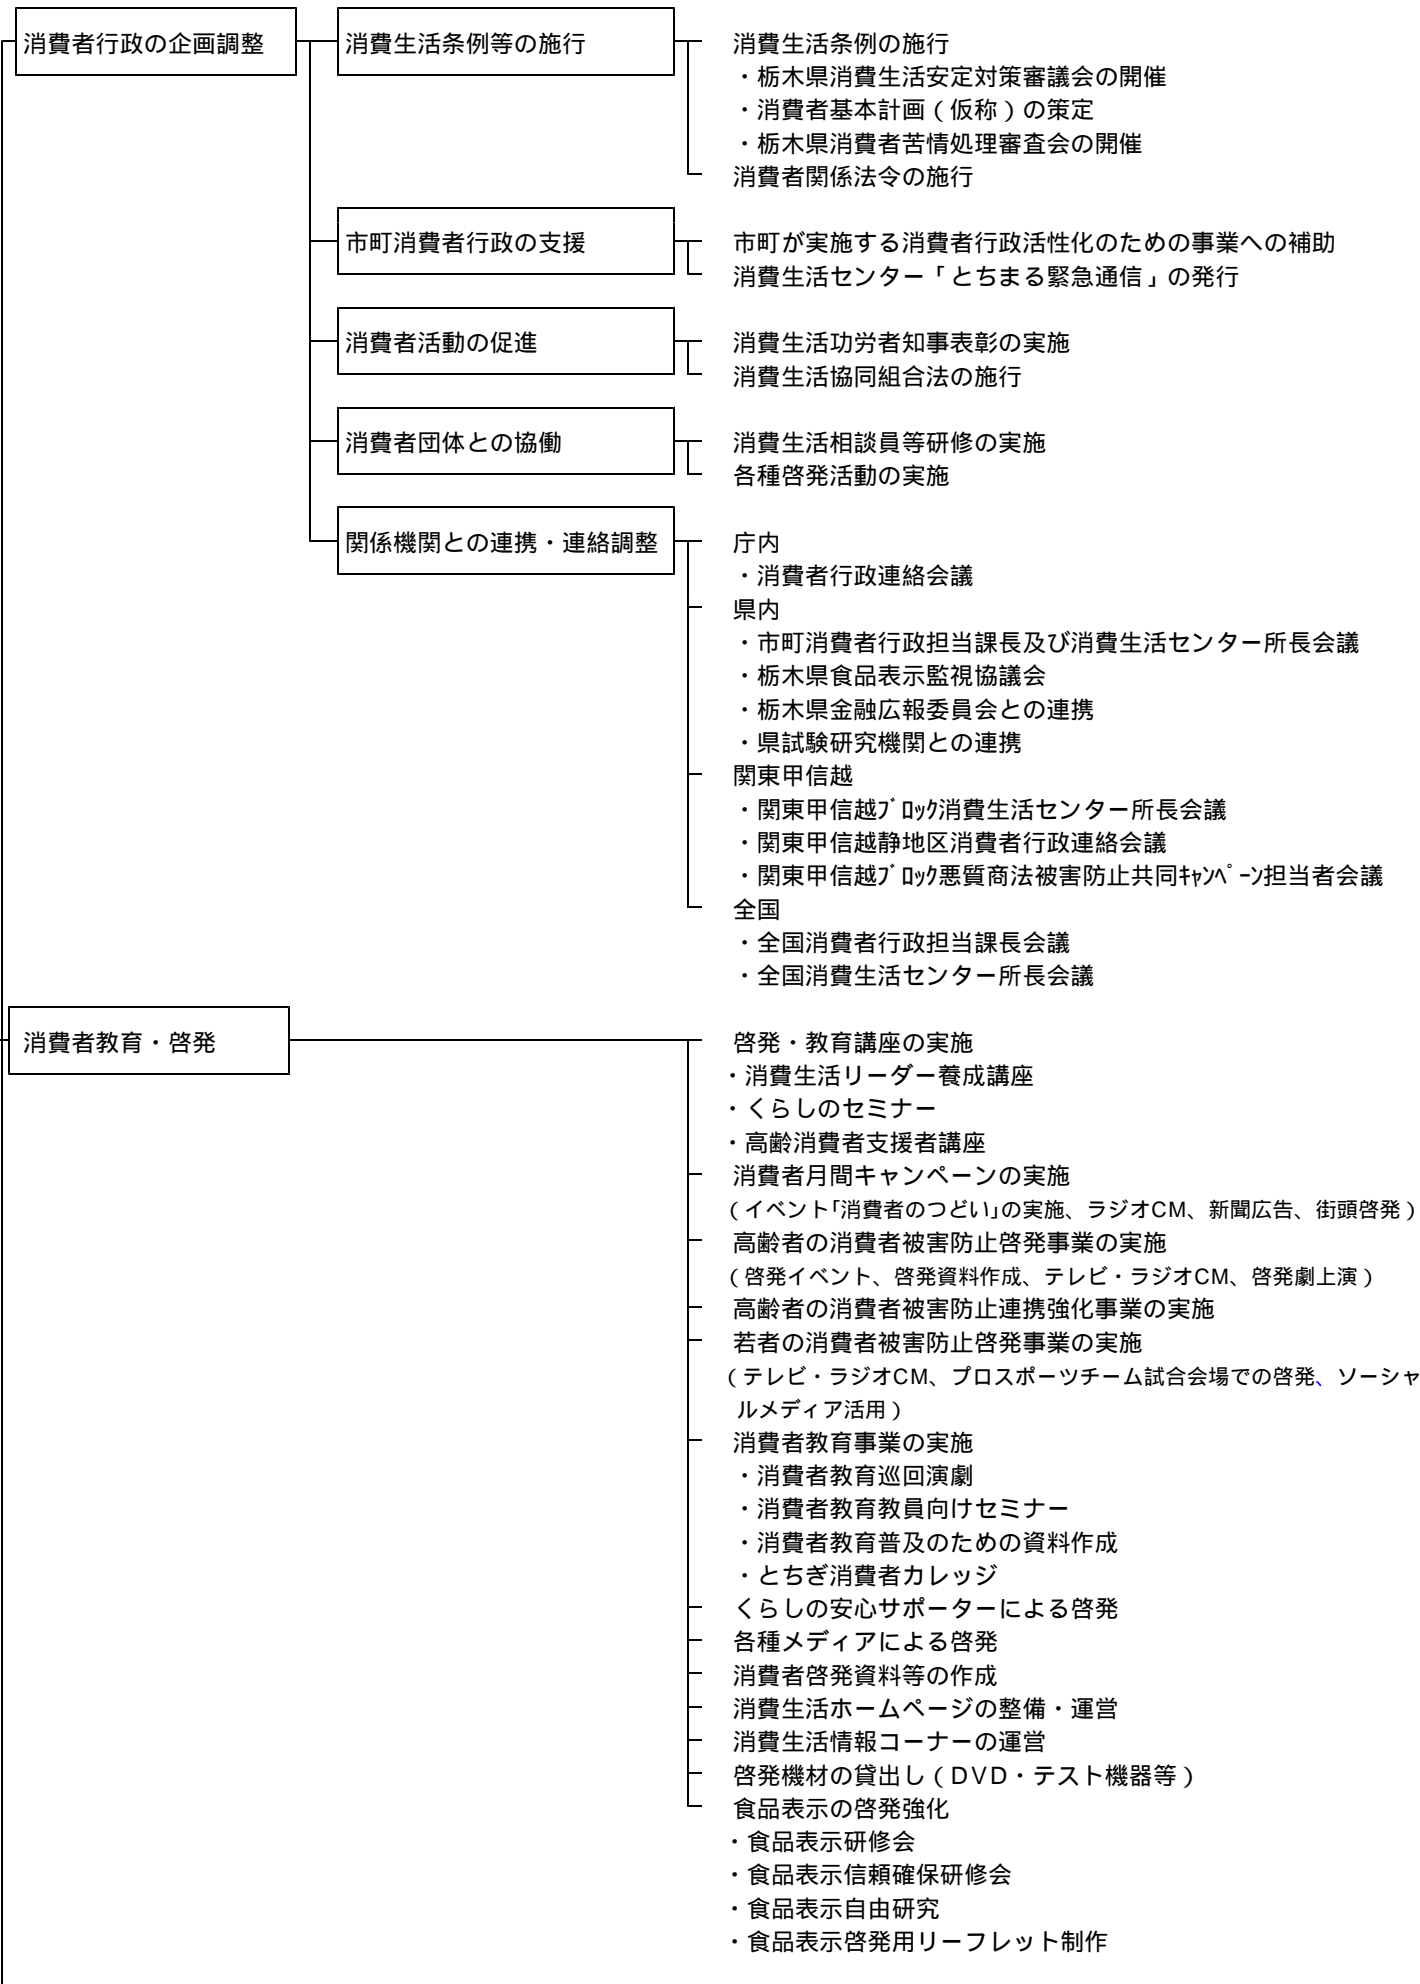 消費者行政の企画調整
消費生活条例等の施行
消費生活条例の施行
・栃木県消費生活安定対策審議会の開催
・消費者基本計画（仮称）の策定
・栃木県消費者苦情処理審査会の開催
消費者関係法令の施行
市町消費者行政の支援
市町が実施する消費者行政活性化のための事業への補助
消費生活センター「とちまる緊急通信」の発行
消費者活動の促進
消費生活功労者知事表彰の実施
消費生活協同組合法の施行
消費者団体との協働
消費生活相談員等研修の実施
各種啓発活動の実施
関係機関との連携・連絡調整
庁内
・消費者行政連絡会議
県内
・市町消費者行政担当課長及び消費生活センター所長会議
・栃木県食品表示監視協議会
・栃木県金融広報委員会との連携
・県試験研究機関との連携
関東甲信越
・関東甲信越ﾌﾞﾛｯｸ消費生活センター所長会議
・関東甲信越静地区消費者行政連絡会議
・関東甲信越ﾌﾞﾛｯｸ悪質商法被害防止共同ｷｬﾝﾍﾟｰﾝ担当者会議
全国
・全国消費者行政担当課長会議
・全国消費生活センター所長会議
消費者教育・啓発
啓発・教育講座の実施
・消費生活リーダー養成講座
・くらしのセミナー
・高齢消費者支援者講座
消費者月間キャンペーンの実施
（イベント｢消費者のつどい｣の実施、ラジオCM、新聞広告、街頭啓発）
高齢者の消費者被害防止啓発事業の実施
（啓発イベント、啓発資料作成、テレビ・ラジオCM、啓発劇上演）
高齢者の消費者被害防止連携強化事業の実施
若者の消費者被害防止啓発事業の実施
（テレビ・ラジオCM、プロスポーツチーム試合会場での啓発、ソーシャ
ルメディア活用）
消費者教育事業の実施
・消費者教育巡回演劇
・消費者教育教員向けセミナー
・消費者教育普及のための資料作成
・とちぎ消費者カレッジ
くらしの安心サポーターによる啓発
各種メディアによる啓発
消費者啓発資料等の作成
消費生活ホームページの整備・運営
消費生活情報コーナーの運営
啓発機材の貸出し（DVD・テスト機器等）
食品表示の啓発強化
・食品表示研修会
・食品表示信頼確保研修会
・食品表示自由研究
・食品表示啓発用リーフレット制作